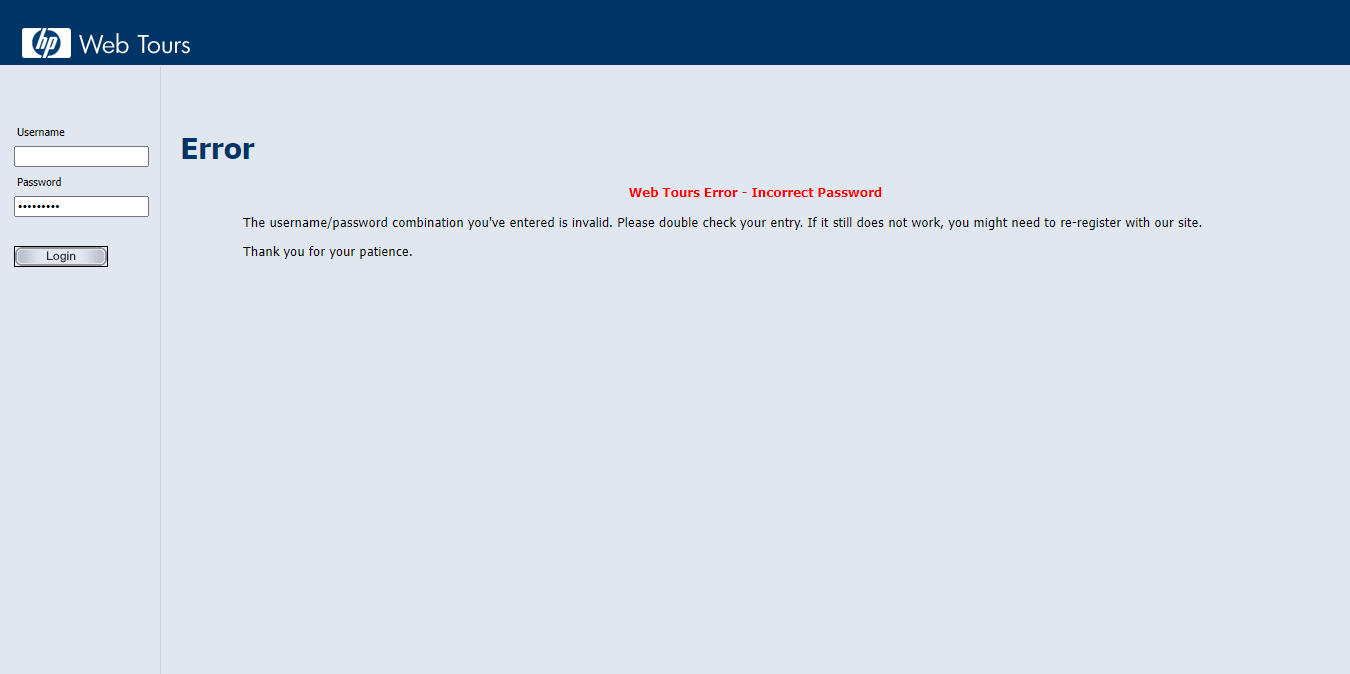 hp Web Tours
Username
Password
•••••••••
Login
Error
Web Tours Error - Incorrect Password
The username/password combination you've entered is invalid. Please double check your entry. If it still does not work, you might need to re-register with our site.
Thank you for your patience.